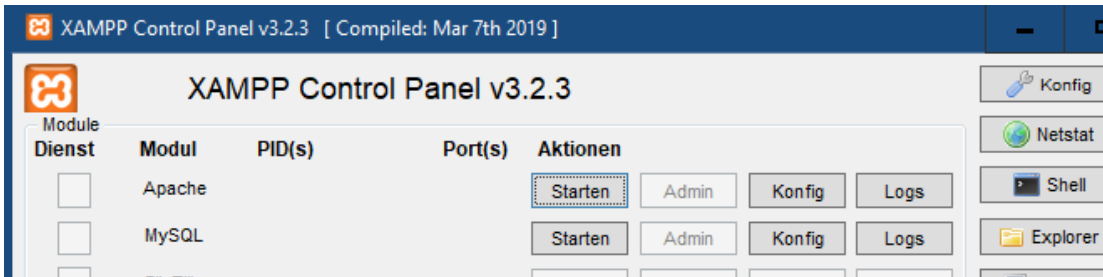 XAMPP Control Panel v3.2.3 [ Compiled: Mar 7th 2019 ]
XAMPP Control Panel v3.2.3
Konfig
Module
Netstat
Dienst Modul PID(s) Port(s) Aktionen
Apache Starten Admin Konfig Logs
Shell
MySQL Starten Admin Konfig Logs
Explorer